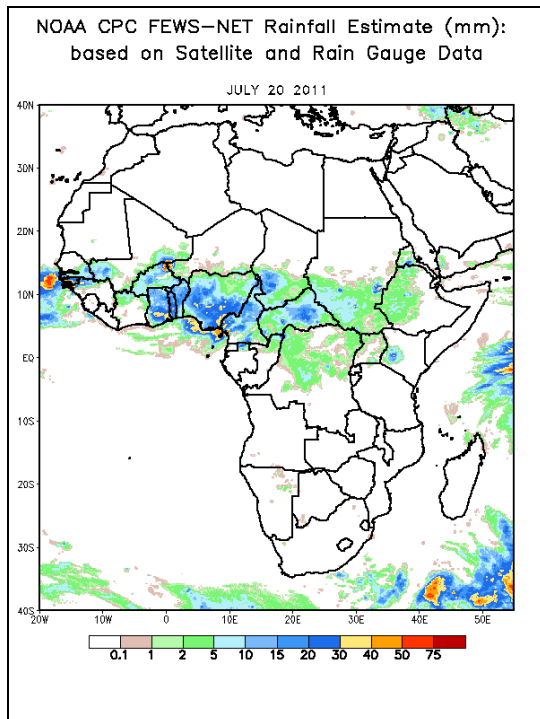 NOAA CPC FEWS-NET Rainfall Estimate (mm):
based on Satellite and Rain Gauge Data
JULY 20 2011
40N
30N
20N
10N
EQ
10S
20S
30S
40S
20W 10W 0 10E 20E 30E 40E 50E
0.1 1 2 5 10 15 20 30 40 50 75